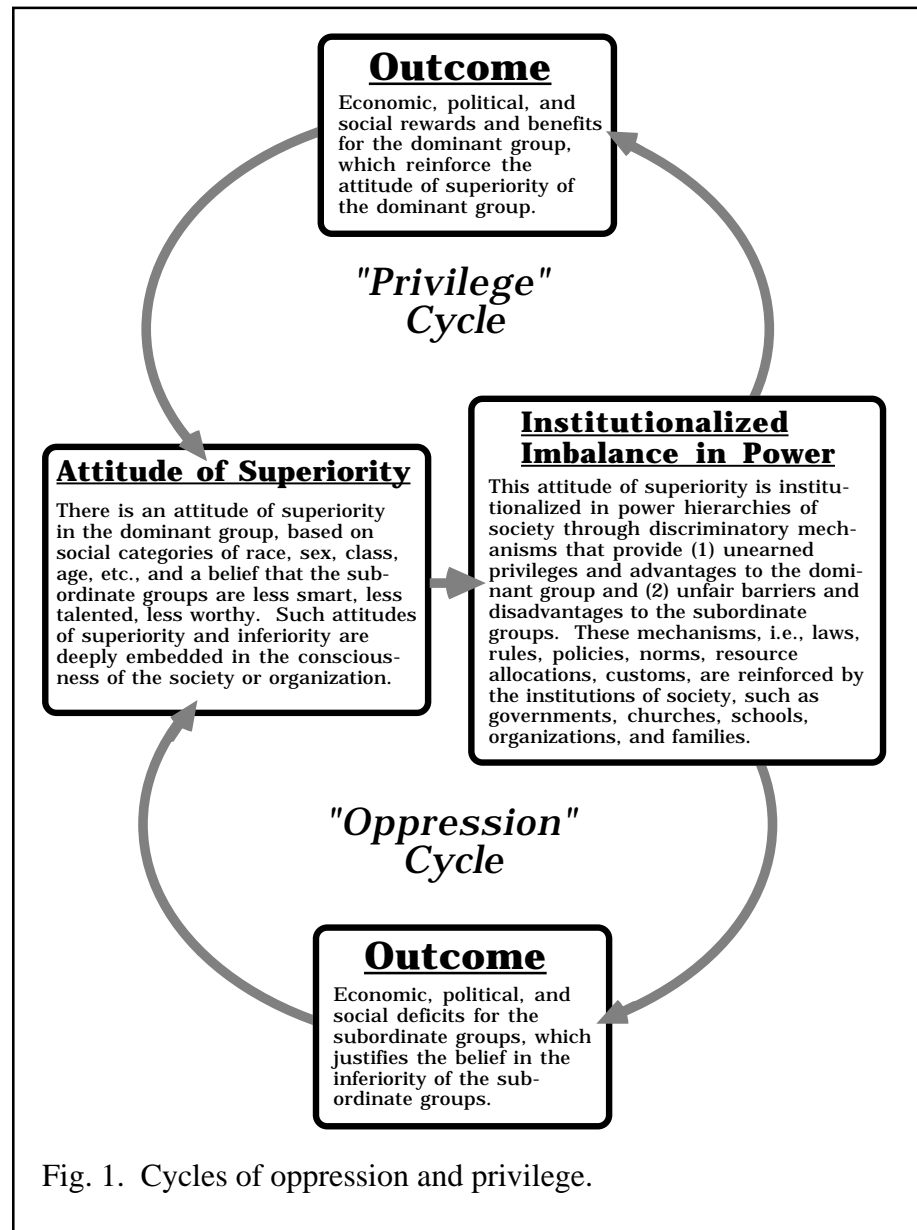 Outcome
Economic, political, and
social rewards and benefits
for the dominant group,
which reinforce the
attitude of superiority of
the dominant group.
"Privilege"
Cycle
Attitude of Superiority
There is an attitude of superiority
in the dominant group, based on
social categories of race, sex, class,
age, etc., and a belief that the sub-
ordinate groups are less smart, less
talented, less worthy. Such attitudes
of superiority and inferiority are
deeply embedded in the conscious-
ness of the society or organization.
Institutionalized
Imbalance in Power
This attitude of superiority is institu-
tionalized in power hierarchies of
society through discriminatory mech-
anisms that provide (1) unearned
privileges and advantages to the domi-
nant group and (2) unfair barriers and
disadvantages to the subordinate
groups. These mechanisms, i.e., laws,
rules, policies, norms, resource
allocations, customs, are reinforced by
the institutions of society, such as
governments, churches, schools,
organizations, and families.
"Oppression"
Cycle
Outcome
Economic, political, and
social deficits for the
subordinate groups, which
justifies the belief in the
inferiority of the sub-
ordinate groups.
Fig. 1. Cycles of oppression and privilege.